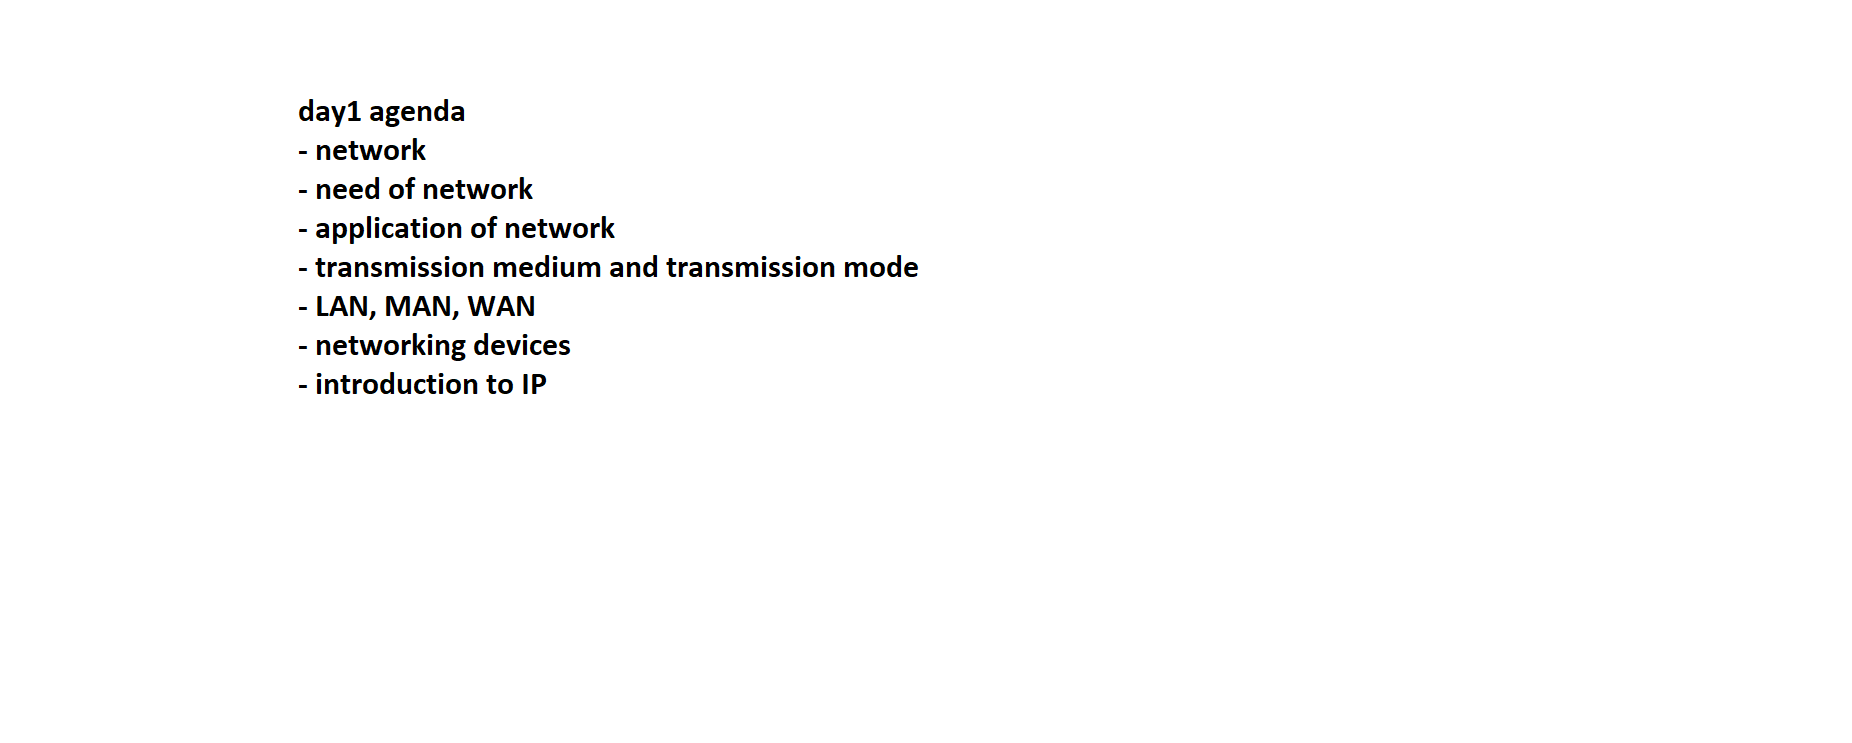 day1 agenda
- network
- need of network
- application of network
- transmission medium and transmission mode
- LAN, MAN, WAN
- networking devices
- introduction to IP